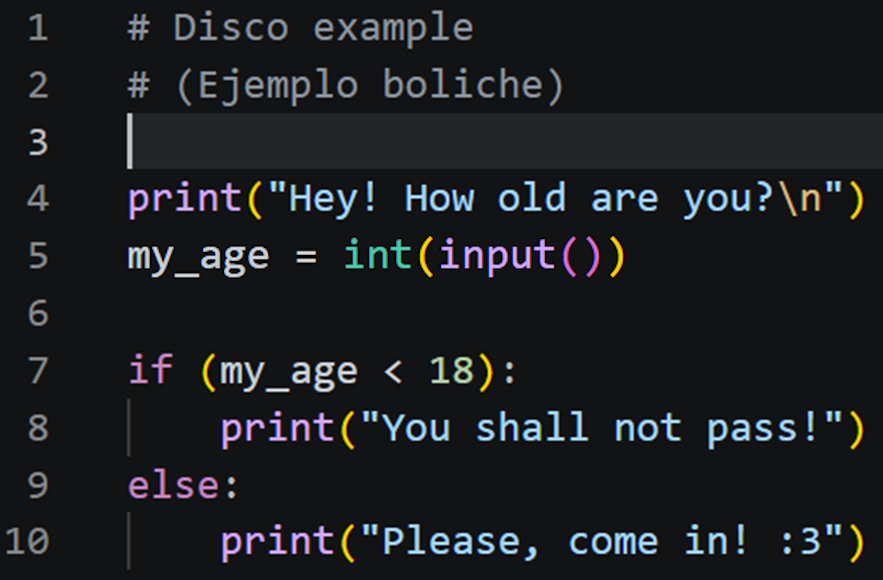 1 # Disco example
2 # (Ejemplo boliche)
3
4 print("Hey! How old are you?\n")
5 my_age = int(input())
6
7 if (my_age < 18):
8     print("You shall not pass!")
9 else:
10     print("Please, come in! :3")